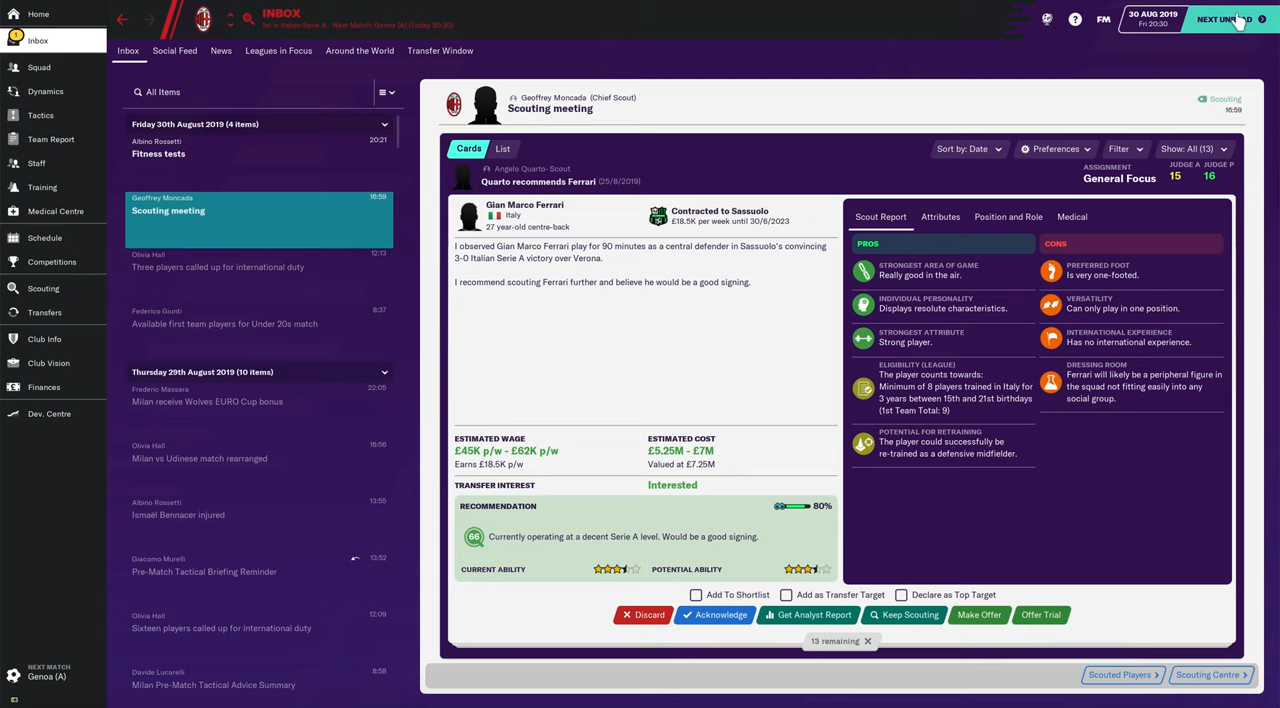 Home
1
Inbox
Squad
Dynamics
Tactics
Team Report
Staff
Training
Medical Centre
Schedule
Competitions
Scouting
Transfers
Club Info
Club Vision
Finances
Dev. Centre
NEXT MATCH
Genoa (A)
INBOX
1st in Italian Serie A - Next Match: Genoa (A) (Today 20:30)
FM
30 AUG 2019
Fri 20:30
Inbox
Social Feed
News
Leagues in Focus
Around the World
Transfer Window
All Items
Friday 30th August 2019 (4 items)
Albino Rossetti 20:21
Fitness tests
Geoffrey Moncada 16:59
Scouting meeting
Olivia Hall 12:13
Three players called up for international duty
Federico Giunti 8:37
Available first team players for Under 20s match
Thursday 29th August 2019 (10 items)
Frederic Massara 22:05
Milan receive Wolves EURO Cup bonus
Olivia Hall 16:56
Milan vs Udinese match rearranged
Albino Rossetti 13:55
Ismaël Bennacer injured
Giacomo Murelli 13:52
Pre-Match Tactical Briefing Reminder
Olivia Hall 12:09
Sixteen players called up for international duty
Davide Lucarelli 8:58
Milan Pre-Match Tactical Advice Summary
Geoffrey Moncada (Chief Scout)
Scouting meeting
Scouting
16:59
Cards
List
Sort by: Date
Preferences
Filter
Show: All (13)
Angelo Quarto- Scout
Quarto recommends Ferrari (25/8/2019)
ASSIGNMENT
General Focus
JUDGE A
15
JUDGE P
16
Gian Marco Ferrari
Italy
27 year-old centre-back
Contracted to Sassuolo
£18.5K per week until 30/6/2023
I observed Gian Marco Ferrari play for 90 minutes as a central defender in Sassuolo's convincing
3-0 Italian Serie A victory over Verona.
I recommend scouting Ferrari further and believe he would be a good signing.
ESTIMATED WAGE
£45K p/w - £62K p/w
Earns £18.5K p/w
ESTIMATED COST
£5.25M - £7M
Valued at £7.25M
TRANSFER INTEREST
Interested
RECOMMENDATION
80%
66
Currently operating at a decent Serie A level. Would be a good signing.
CURRENT ABILITY
POTENTIAL ABILITY
Scout Report
Attributes
Position and Role
Medical
PROS
STRONGEST AREA OF GAME
Really good in the air.
INDIVIDUAL PERSONALITY
Displays resolute characteristics.
STRONGEST ATTRIBUTE
Strong player.
ELIGIBILITY (LEAGUE)
The player counts towards:
Minimum of 8 players trained in Italy for
3 years between 15th and 21st birthdays
(1st Team Total: 9)
POTENTIAL FOR RETRAINING
The player could successfully be
re-trained as a defensive midfielder.
CONS
PREFERRED FOOT
Is very one-footed.
VERSATILITY
Can only play in one position.
INTERNATIONAL EXPERIENCE
Has no international experience.
DRESSING ROOM
Ferrari will likely be a peripheral figure in
the squad not fitting easily into any
social group.
Add To Shortlist
Add as Transfer Target
Declare as Top Target
Discard
Acknowledge
Get Analyst Report
Keep Scouting
Make Offer
Offer Trial
13 remaining
Scouted Players
Scouting Centre